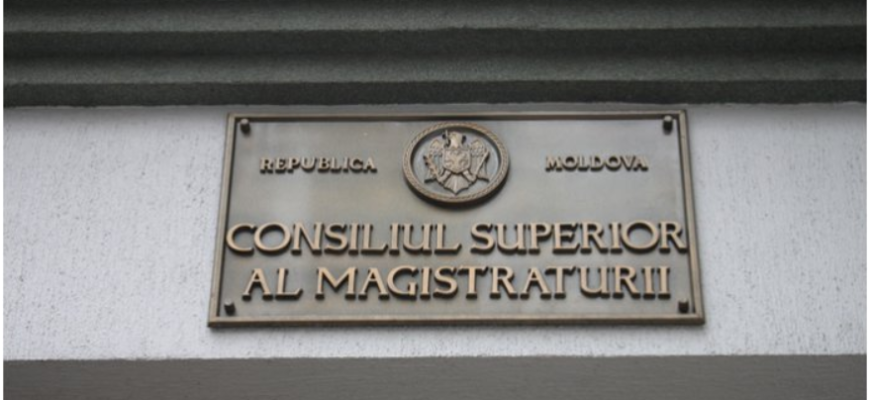 REPUBLICA MOLDOVA
CONSILIUL SUPERIOR
AL MAGISTRATURII